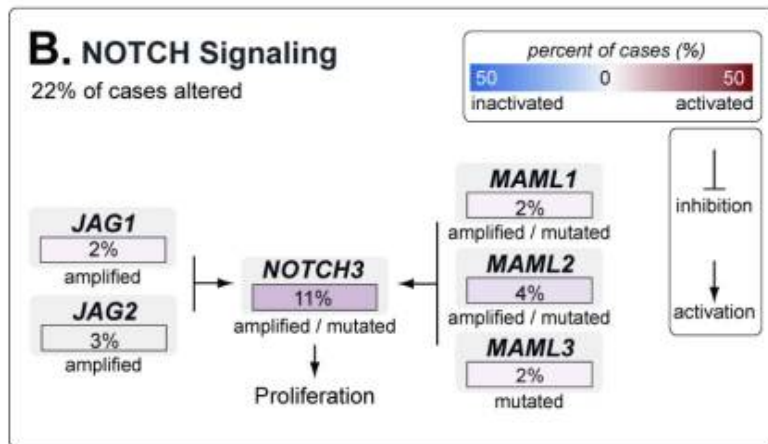 B. NOTCH Signaling
22% of cases altered
percent of cases (%)
50 0 50
inactivated activated
JAG1
2%
amplified
JAG2
3%
amplified
NOTCH3
11%
amplified / mutated
Proliferation
MAML1
2%
amplified / mutated
MAML2
4%
amplified / mutated
MAML3
2%
mutated
inhibition
activation